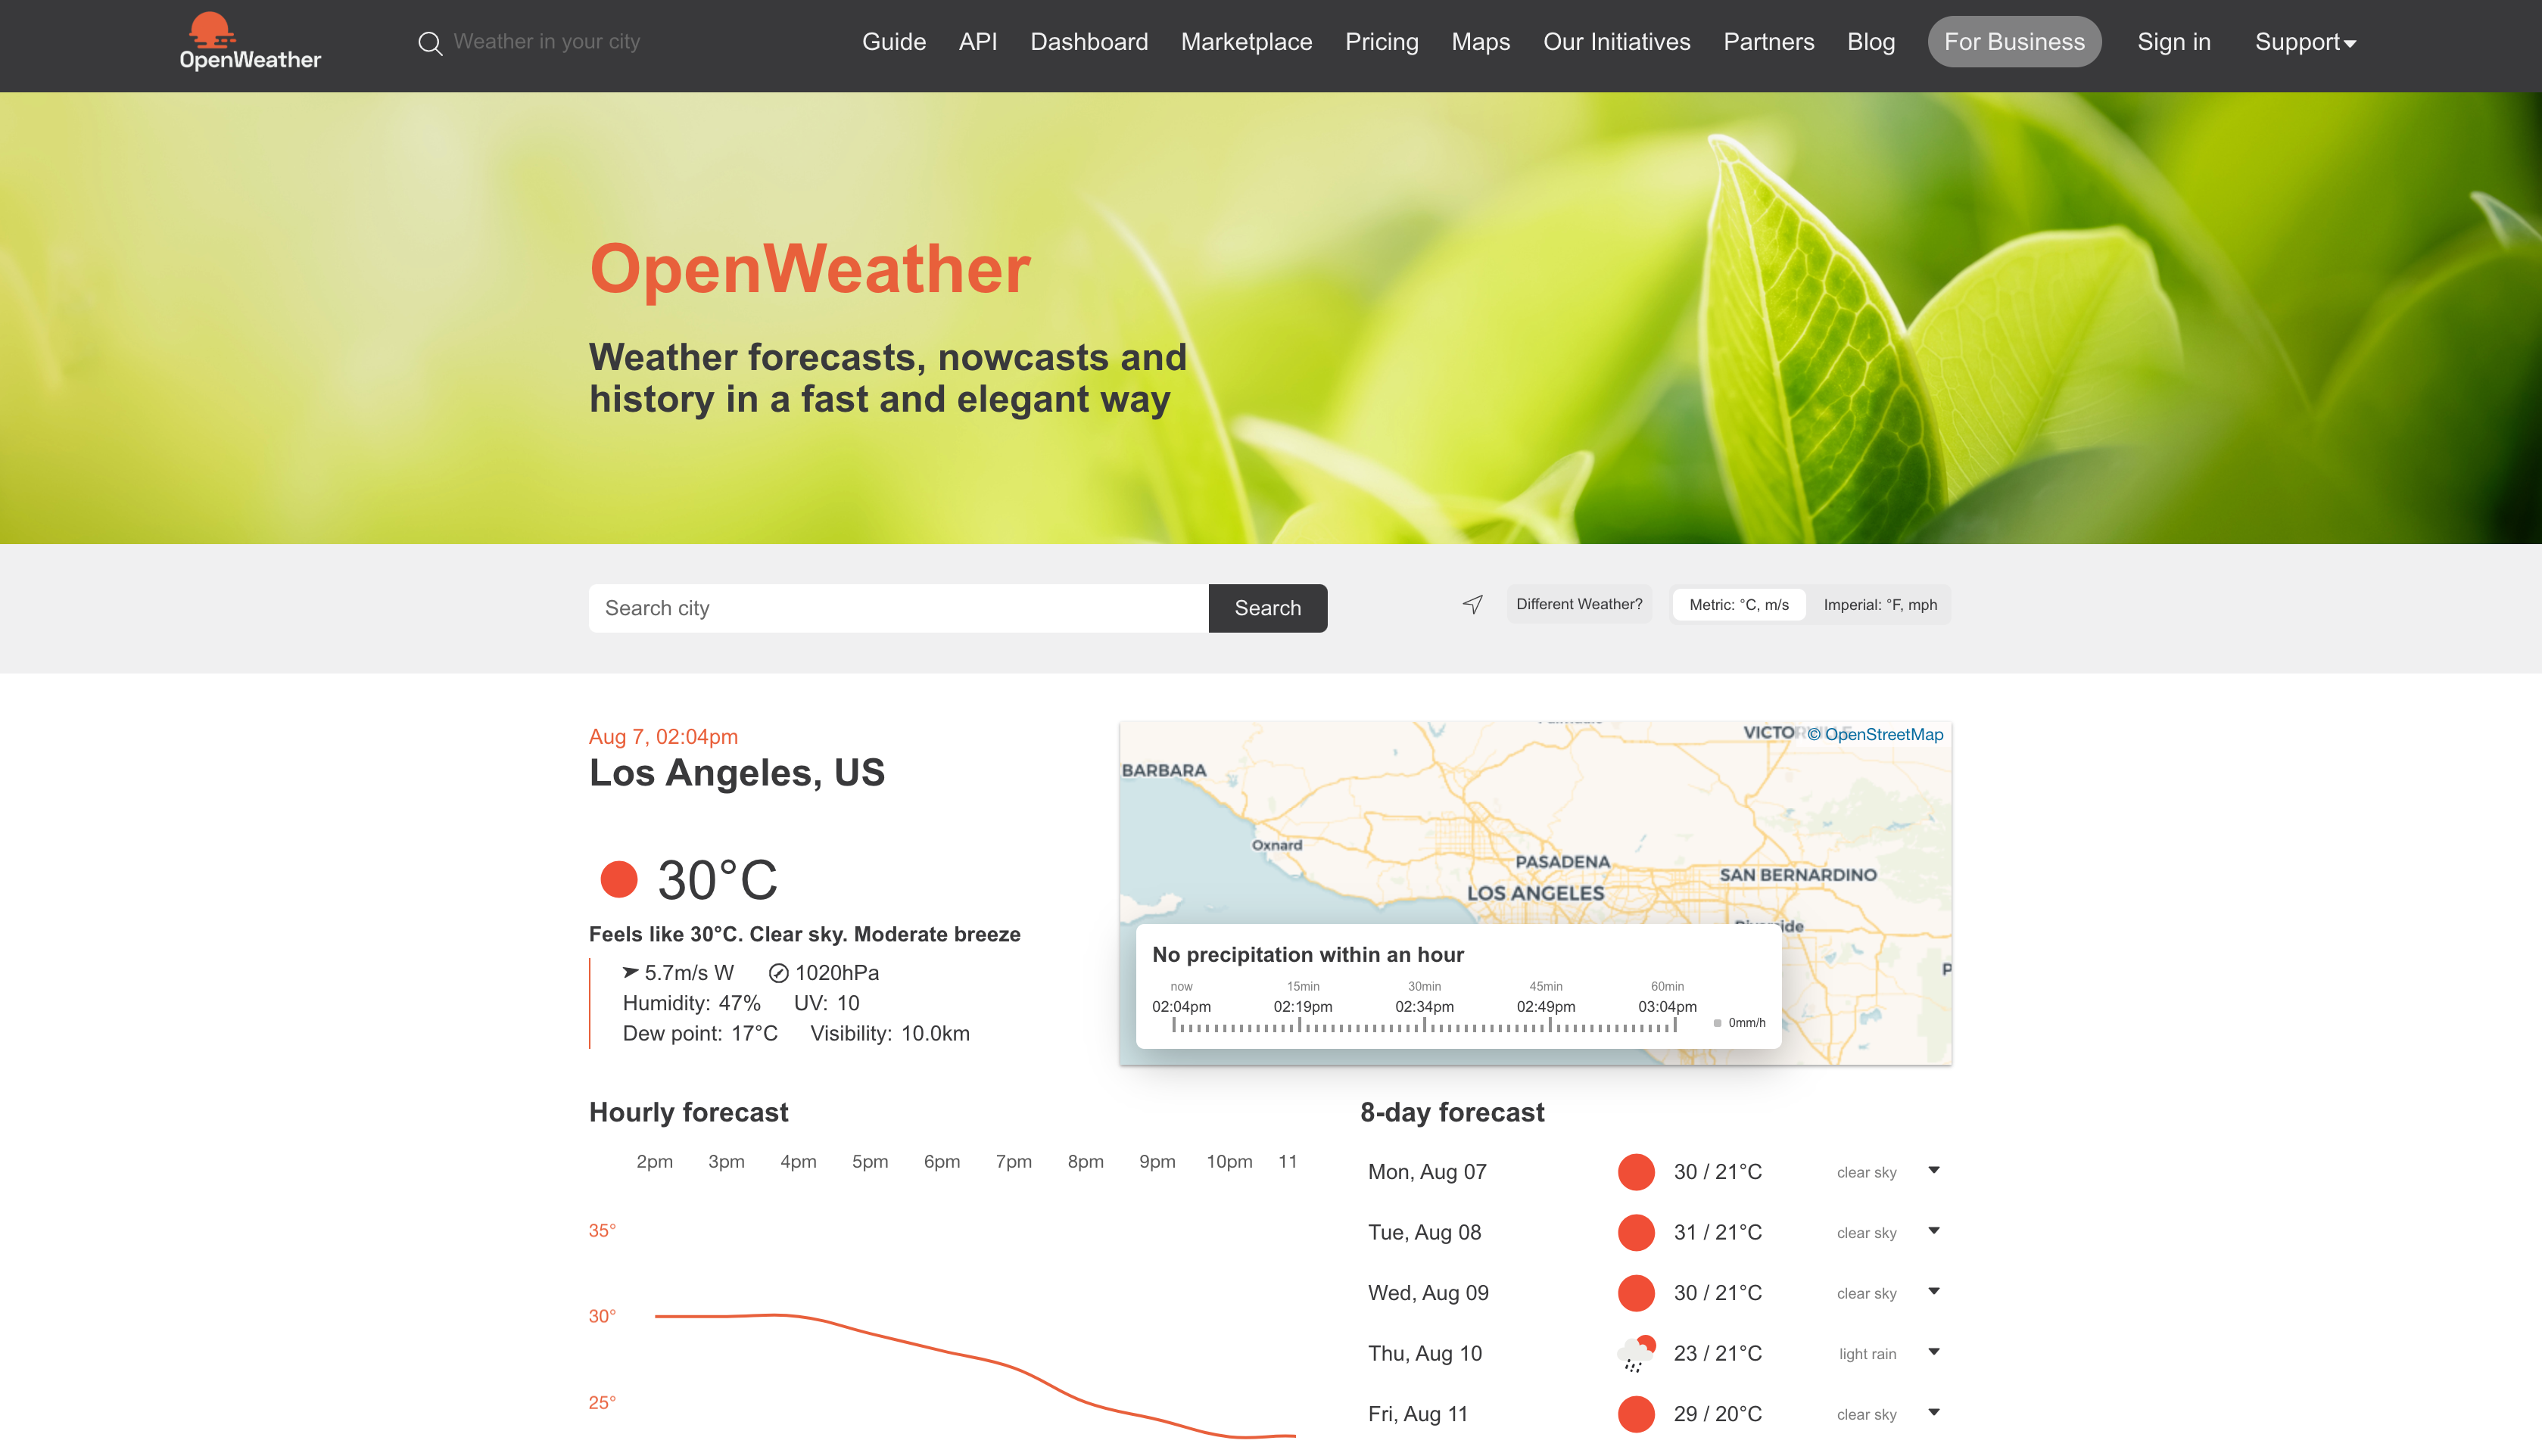 OpenWeather
Weather in your city
Guide
API
Dashboard
Marketplace
Pricing
Maps
Our Initiatives
Partners
Blog
For Business
Sign in
Support
OpenWeather
Weather forecasts, nowcasts and
history in a fast and elegant way
Search city
Search
Different Weather?
Metric: °C, m/s
Imperial: °F, mph
Aug 7, 02:04pm
Los Angeles, US
30°C
Feels like 30°C. Clear sky. Moderate breeze
5.7m/s W 1020hPa
Humidity: 47% UV: 10
Dew point: 17°C Visibility: 10.0km
© OpenStreetMap
BARBARA
Oxnard
PASADENA
LOS ANGELES
SAN BERNARDINO
No precipitation within an hour
now 15min 30min 45min 60min
02:04pm 02:19pm 02:34pm 02:49pm 03:04pm
0mm/h
Hourly forecast
2pm 3pm 4pm 5pm 6pm 7pm 8pm 9pm 10pm 11
35°
30°
25°
8-day forecast
Mon, Aug 07 30 / 21°C clear sky
Tue, Aug 08 31 / 21°C clear sky
Wed, Aug 09 30 / 21°C clear sky
Thu, Aug 10 23 / 21°C light rain
Fri, Aug 11 29 / 20°C clear sky